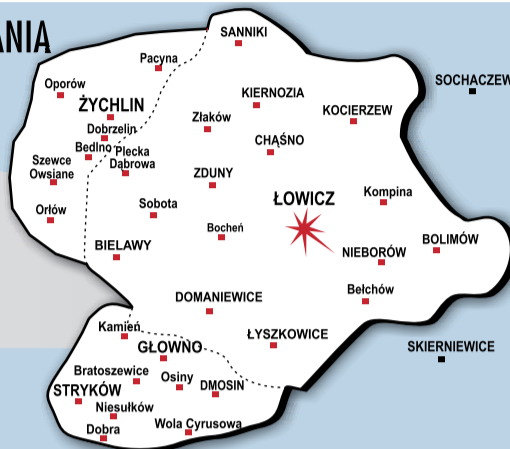 ANIA
SANNIKI
Pacyna
SOCHACZEW
Oporów
KIERNOZIA
ŻYCHLIN
KOCIERZEW
Złaków
Dobrzelin
CHĄŚNO
Bedlno
Plecka
Dąbrowa
Szewce
Owsiane
ZDUNY
ŁOWICZ
Kompina
Sobota
Orłów
Bocheń
BOLIMÓW
BIELAWY
NIEBORÓW
Bełchów
DOMANIEWICE
Kamień
ŁYSZKOWICE
GŁOWNO
SKIERNIEWICE
Bratoszewice
Osiny
DMOSIN
STRYKÓW
Niesułków
Wola Cyrusowa
Dobra